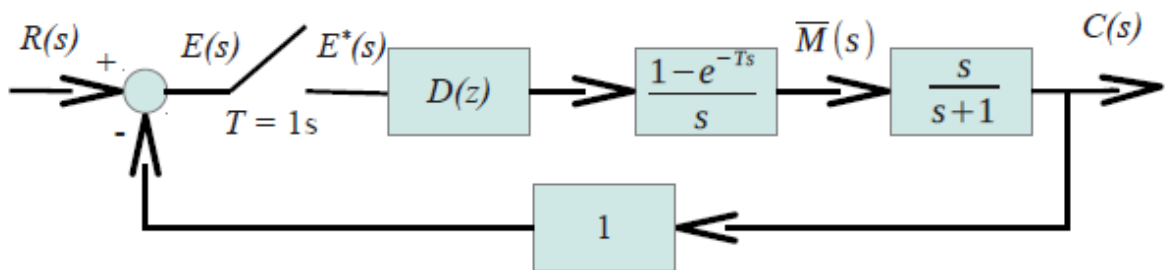 R(s)
+
-
E(s)
T = 1s
E*(s)
D(z)
1−e^{−Ts}
s
M̅(s)
s
s+1
C(s)
1